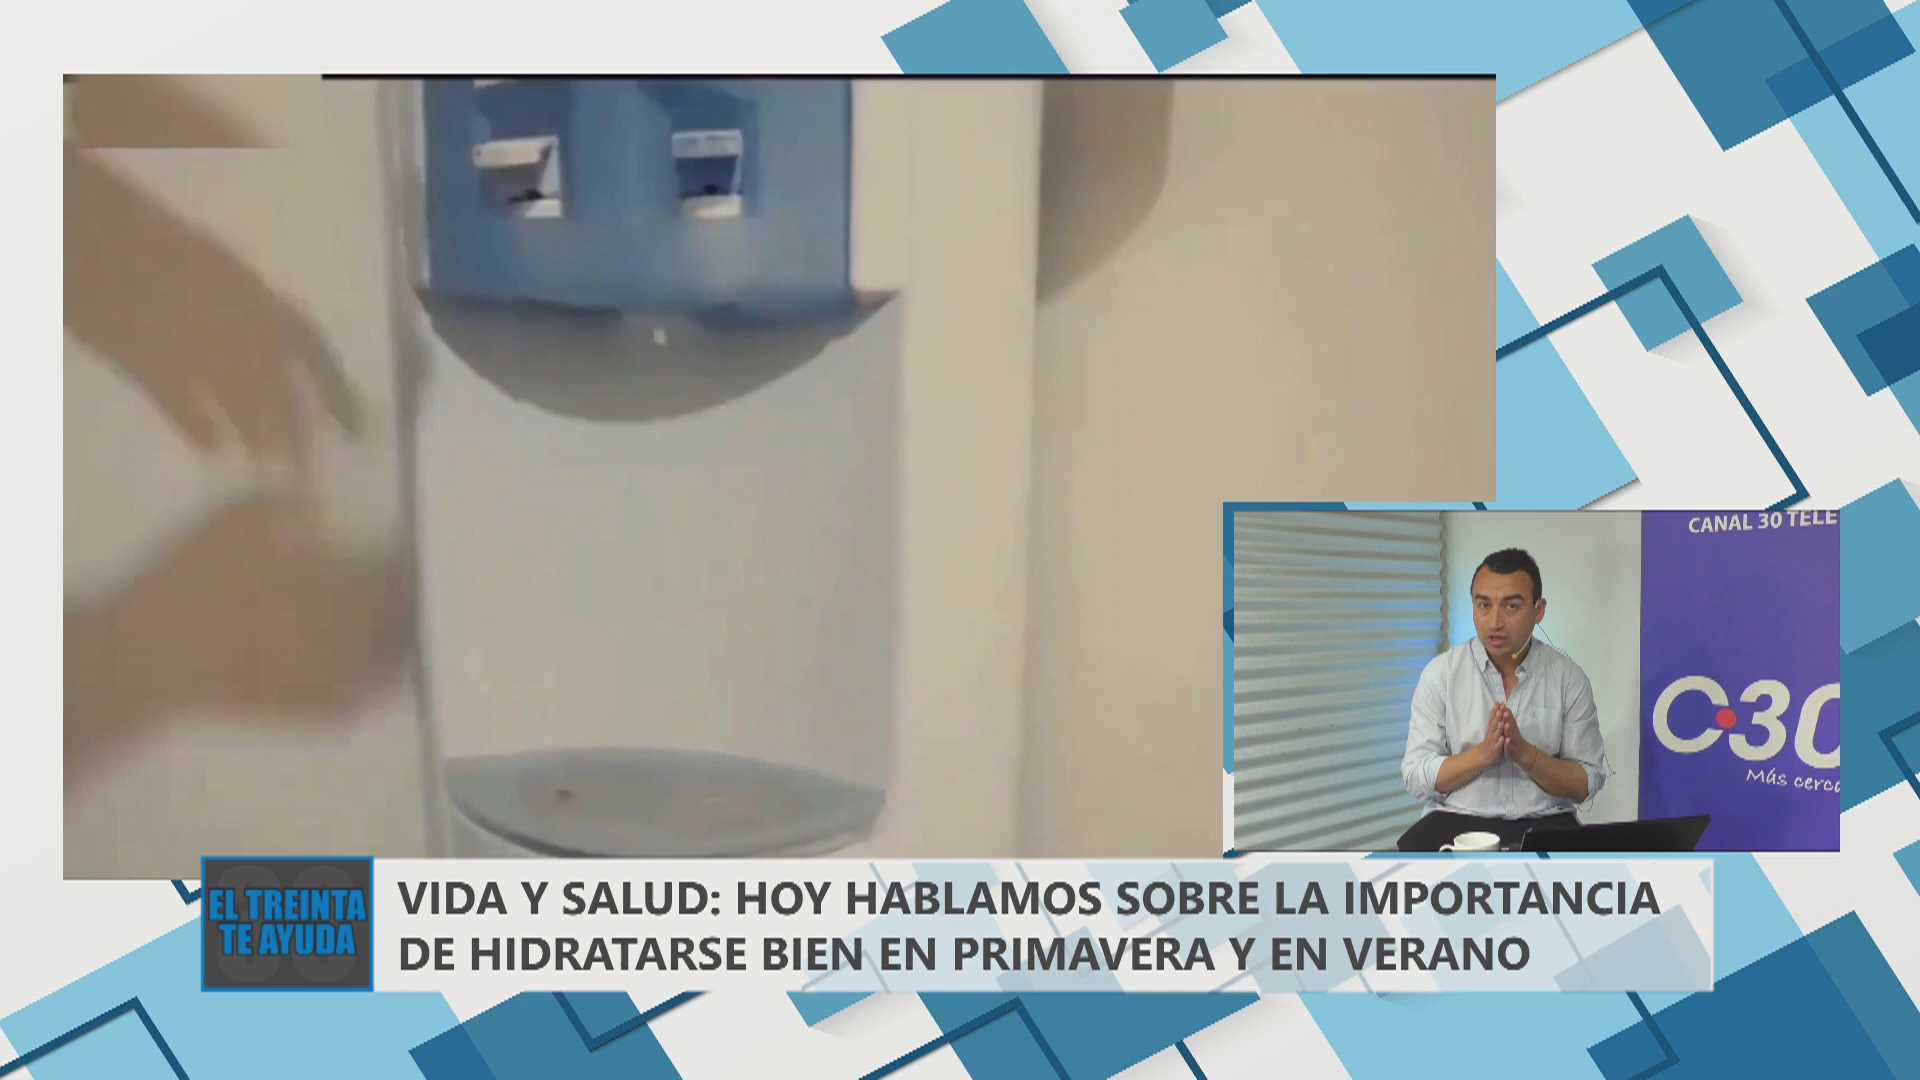 CANAL 30 TELE
C30
Más cerca
EL TREINTA
TE AYUDA
VIDA Y SALUD: HOY HABLAMOS SOBRE LA IMPORTANCIA
DE HIDRATARSE BIEN EN PRIMAVERA Y EN VERANO